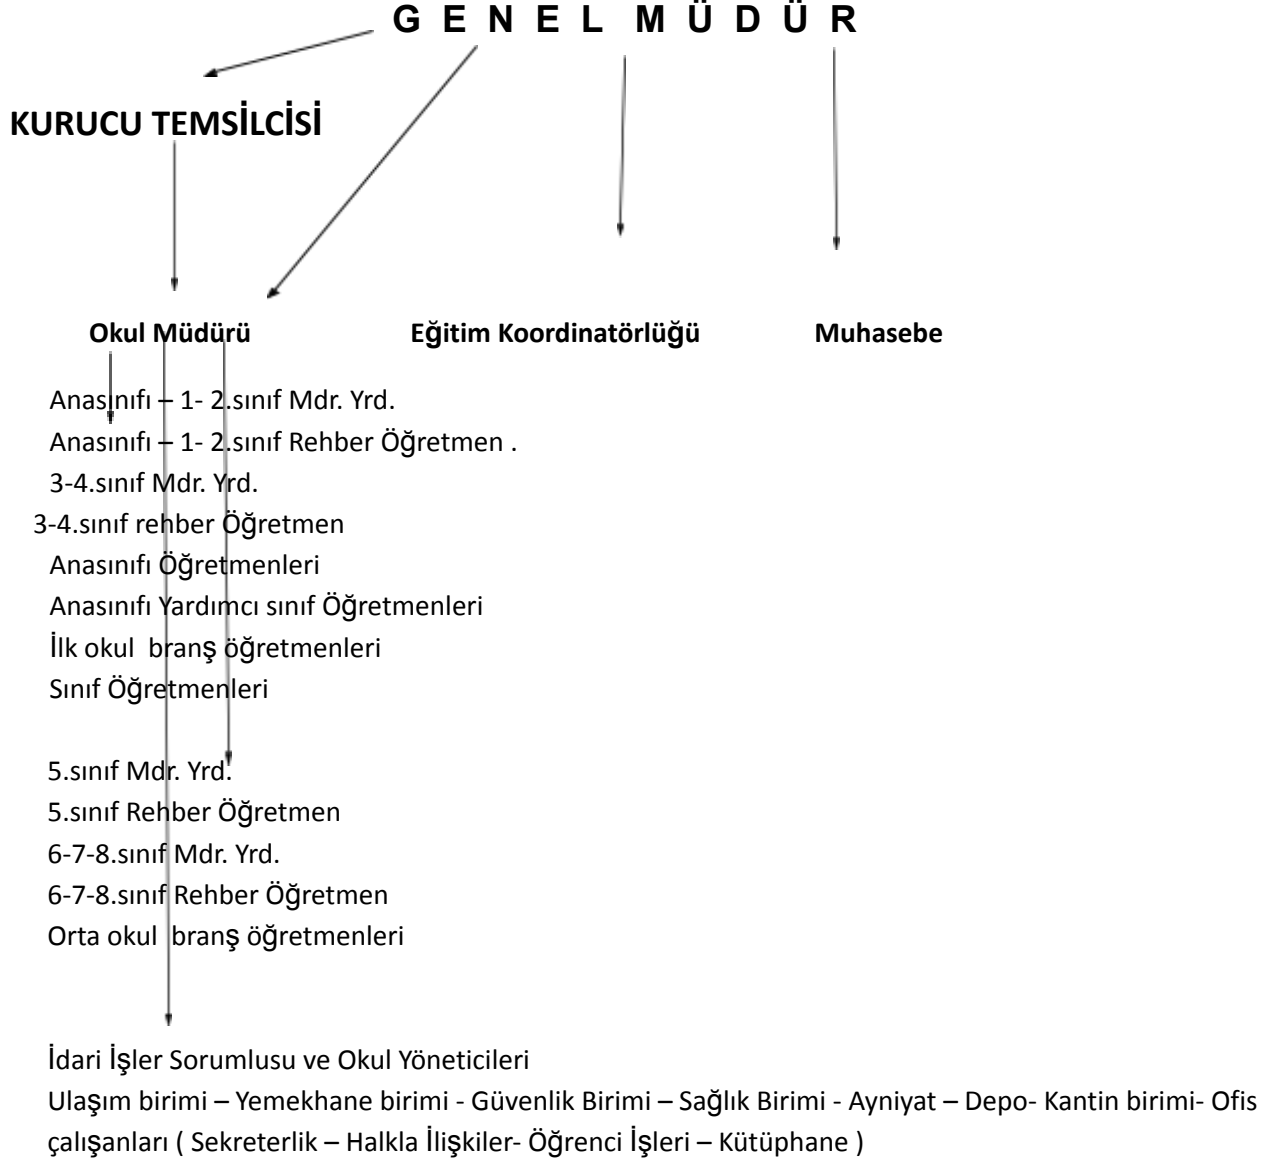 G E N E L M Ü D Ü R
KURUCU TEMSİLCİSİ
Okul Müdürü Eğitim Koordinatörlüğü Muhasebe
Anasınıfı – 1- 2.sınıf Mdr. Yrd.
Anasınıfı – 1- 2.sınıf Rehber Öğretmen .
3-4.sınıf Mdr. Yrd.
3-4.sınıf rehber Öğretmen
Anasınıfı Öğretmenleri
Anasınıfı Yardımcı sınıf Öğretmenleri
İlk okul branş öğretmenleri
Sınıf Öğretmenleri
5.sınıf Mdr. Yrd.
5.sınıf Rehber Öğretmen
6-7-8.sınıf Mdr. Yrd.
6-7-8.sınıf Rehber Öğretmen
Orta okul branş öğretmenleri
İdari İşler Sorumlusu ve Okul Yöneticileri
Ulaşım birimi – Yemekhane birimi - Güvenlik Birimi – Sağlık Birimi - Ayniyat – Depo- Kantin birimi- Ofis
çalışanları ( Sekreterlik – Halkla İlişkiler- Öğrenci İşleri – Kütüphane )